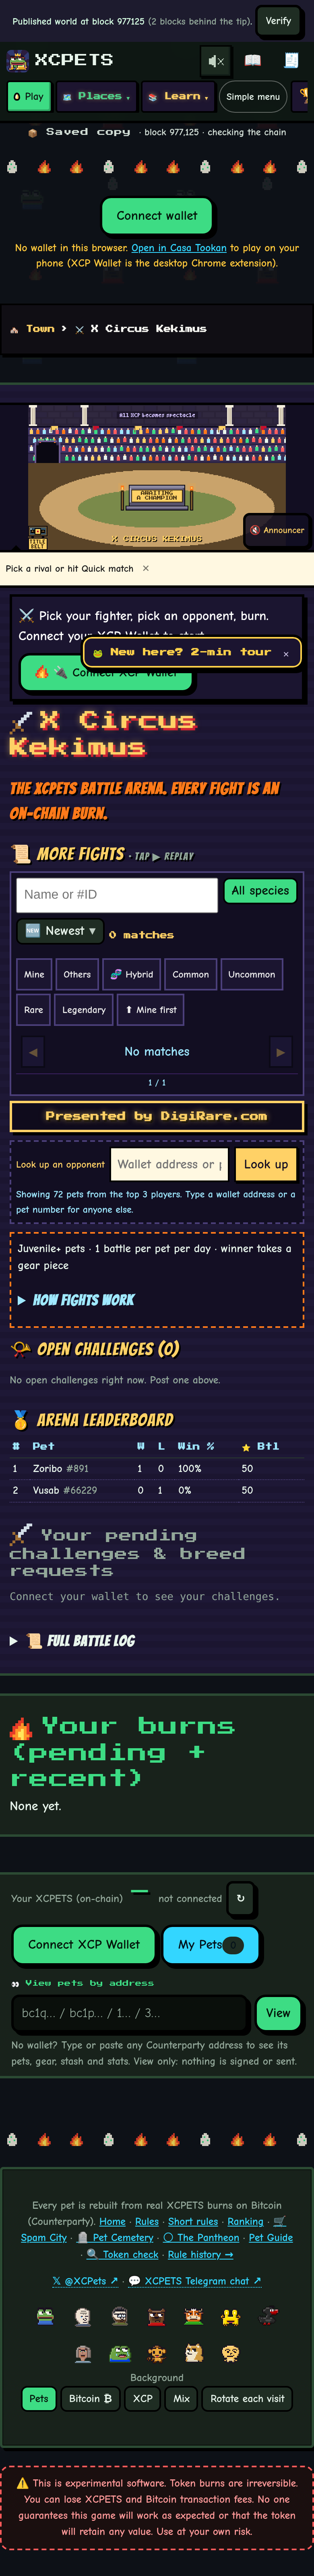 Published world at block 977125 (2 blocks behind the tip). Verify
XCPETS
Play Places ▾ Learn ▾ Simple menu
Saved copy · block 977,125 · checking the chain
Connect wallet
No wallet in this browser. Open in Casa Tookan to play on your
phone (XCP Wallet is the desktop Chrome extension).
Town › X Circus Kekimus
#11 XCP becomes spectacle
AWAITING
A CHAMPION
X CIRCUS KEKIMUS
TITLE
BELT
Announcer
Pick a rival or hit Quick match ×
Pick your fighter, pick an opponent, burn.
Connect your XCP Wallet to start.
New here? 2-min tour ×
Connect XCP Wallet
X Circus
Kekimus
THE XCPETS BATTLE ARENA. EVERY FIGHT IS AN
ON-CHAIN BURN.
MORE FIGHTS · TAP ▶ REPLAY
Name or #ID All species
Newest ▾ 0 matches
Mine Others Hybrid Common Uncommon
Rare Legendary ⬆ Mine first
◀ No matches ▶
1 / 1
Presented by DigiRare.com
Look up an opponent Wallet address or p Look up
Showing 72 pets from the top 3 players. Type a wallet address or a
pet number for anyone else.
Juvenile+ pets · 1 battle per pet per day · winner takes a
gear piece
▶ HOW FIGHTS WORK
OPEN CHALLENGES (0)
No open challenges right now. Post one above.
ARENA LEADERBOARD
# Pet W L Win % ⭐ Btl
1 Zoribo #891 1 0 100% 50
2 Vusab #66229 0 1 0% 50
Your pending
challenges & breed
requests
Connect your wallet to see your challenges.
▶ FULL BATTLE LOG
Your burns
(pending +
recent)
None yet.
Your XCPETS (on-chain) — not connected ↻
Connect XCP Wallet My Pets 0
View pets by address
bc1q… / bc1p… / 1… / 3… View
No wallet? Type or paste any Counterparty address to see its
pets, gear, stash and stats. View only: nothing is signed or sent.
Every pet is rebuilt from real XCPETS burns on Bitcoin
(Counterparty). Home · Rules · Short rules · Ranking ·
Spam City · Pet Cemetery · The Pantheon · Pet Guide
· Token check · Rule history →
𝕏 @XCPets ↗ · XCPETS Telegram chat ↗
Background
Pets Bitcoin ₿ XCP Mix Rotate each visit
⚠️ This is experimental software. Token burns are irreversible.
You can lose XCPETS and Bitcoin transaction fees. No one
guarantees this game will work as expected or that the token
will retain any value. Use at your own risk.